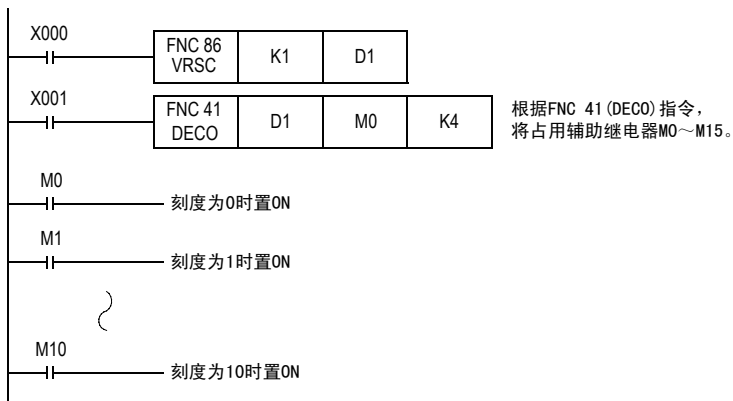 X000
FNC 86
VRSC
K1
D1
X001
FNC 41
DECO
D1
M0
K4
根据FNC 41(DECO)指令，
将占用辅助继电器M0～M15。
M0
刻度为0时置ON
M1
刻度为1时置ON
M10
刻度为10时置ON